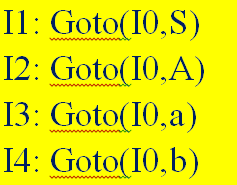 I1: Goto(I0,S)
I2: Goto(I0,A)
I3: Goto(I0,a)
I4: Goto(I0,b)